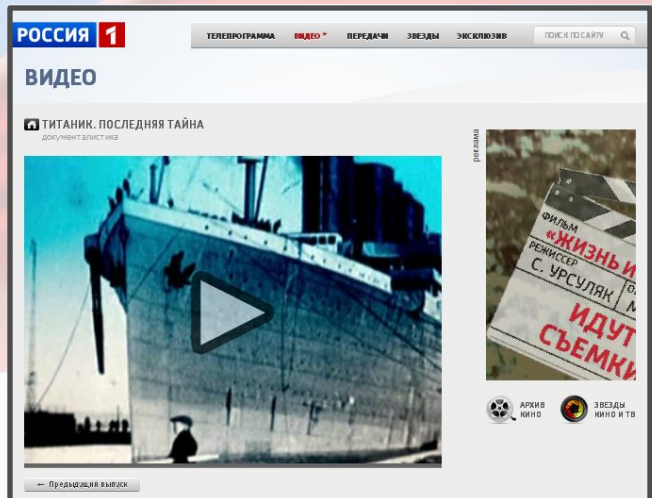 РОССИЯ 1
ТЕЛЕПРОГРАММА ВИДЕО * ПЕРЕДАЧИ ЗВЕЗДЫ ЭКСКЛЮЗИВ ПОИСК ПО САЙТУ
ВИДЕО
ТИТАНИК. ПОСЛЕДНЯЯ ТАЙНА
документалистика
реклама
ФИЛЬМ
«ЖИЗНЬ И
РЕЖИССЕР
С. УРСУЛЯК
ИДУТ
СЪЕМКИ
АРХИВ
КИНО
ЗВЕЗДЫ
КИНО И ТВ
← Предыдущий выпуск